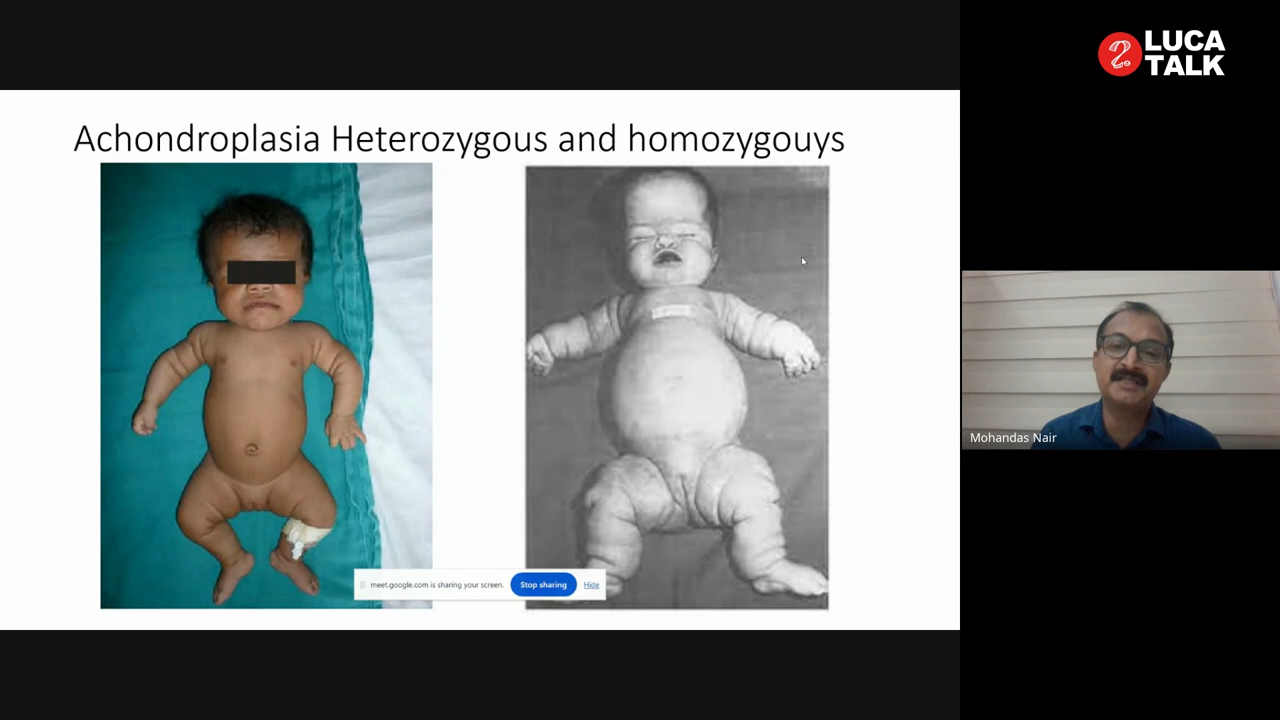 LUCA
TALK
Achondroplasia Heterozygous and homozygouys
Mohandas Nair
meet.google.com is sharing your screen. Stop sharing Hide